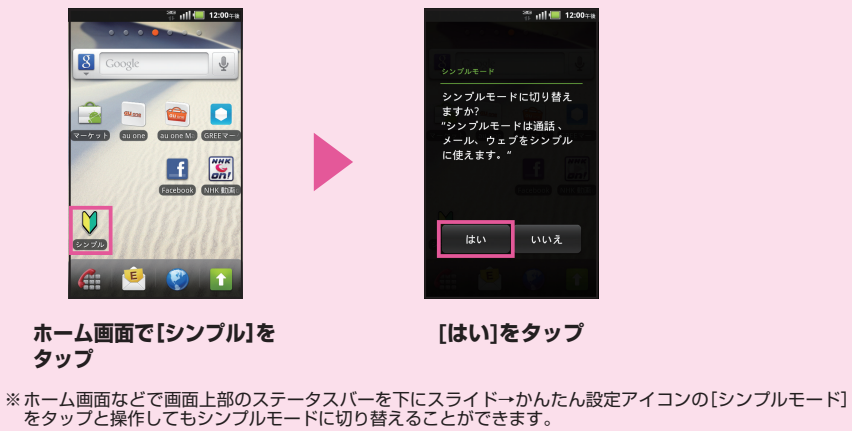 12:00午後
Google
マーケット
au one
au one M
GREEマー
Facebook
NHK 動画
シンプル
ホーム画面で[シンプル]を
タップ
12:00午後
シンプルモード
シンプルモードに切り替え
ますか?
"シンプルモードは通話、
メール、ウェブをシンプル
に使えます。"
はい
いいえ
[はい]をタップ
※ホーム画面などで画面上部のステータスバーを下にスライド→かんたん設定アイコンの[シンプルモード]
をタップと操作してもシンプルモードに切り替えることができます。